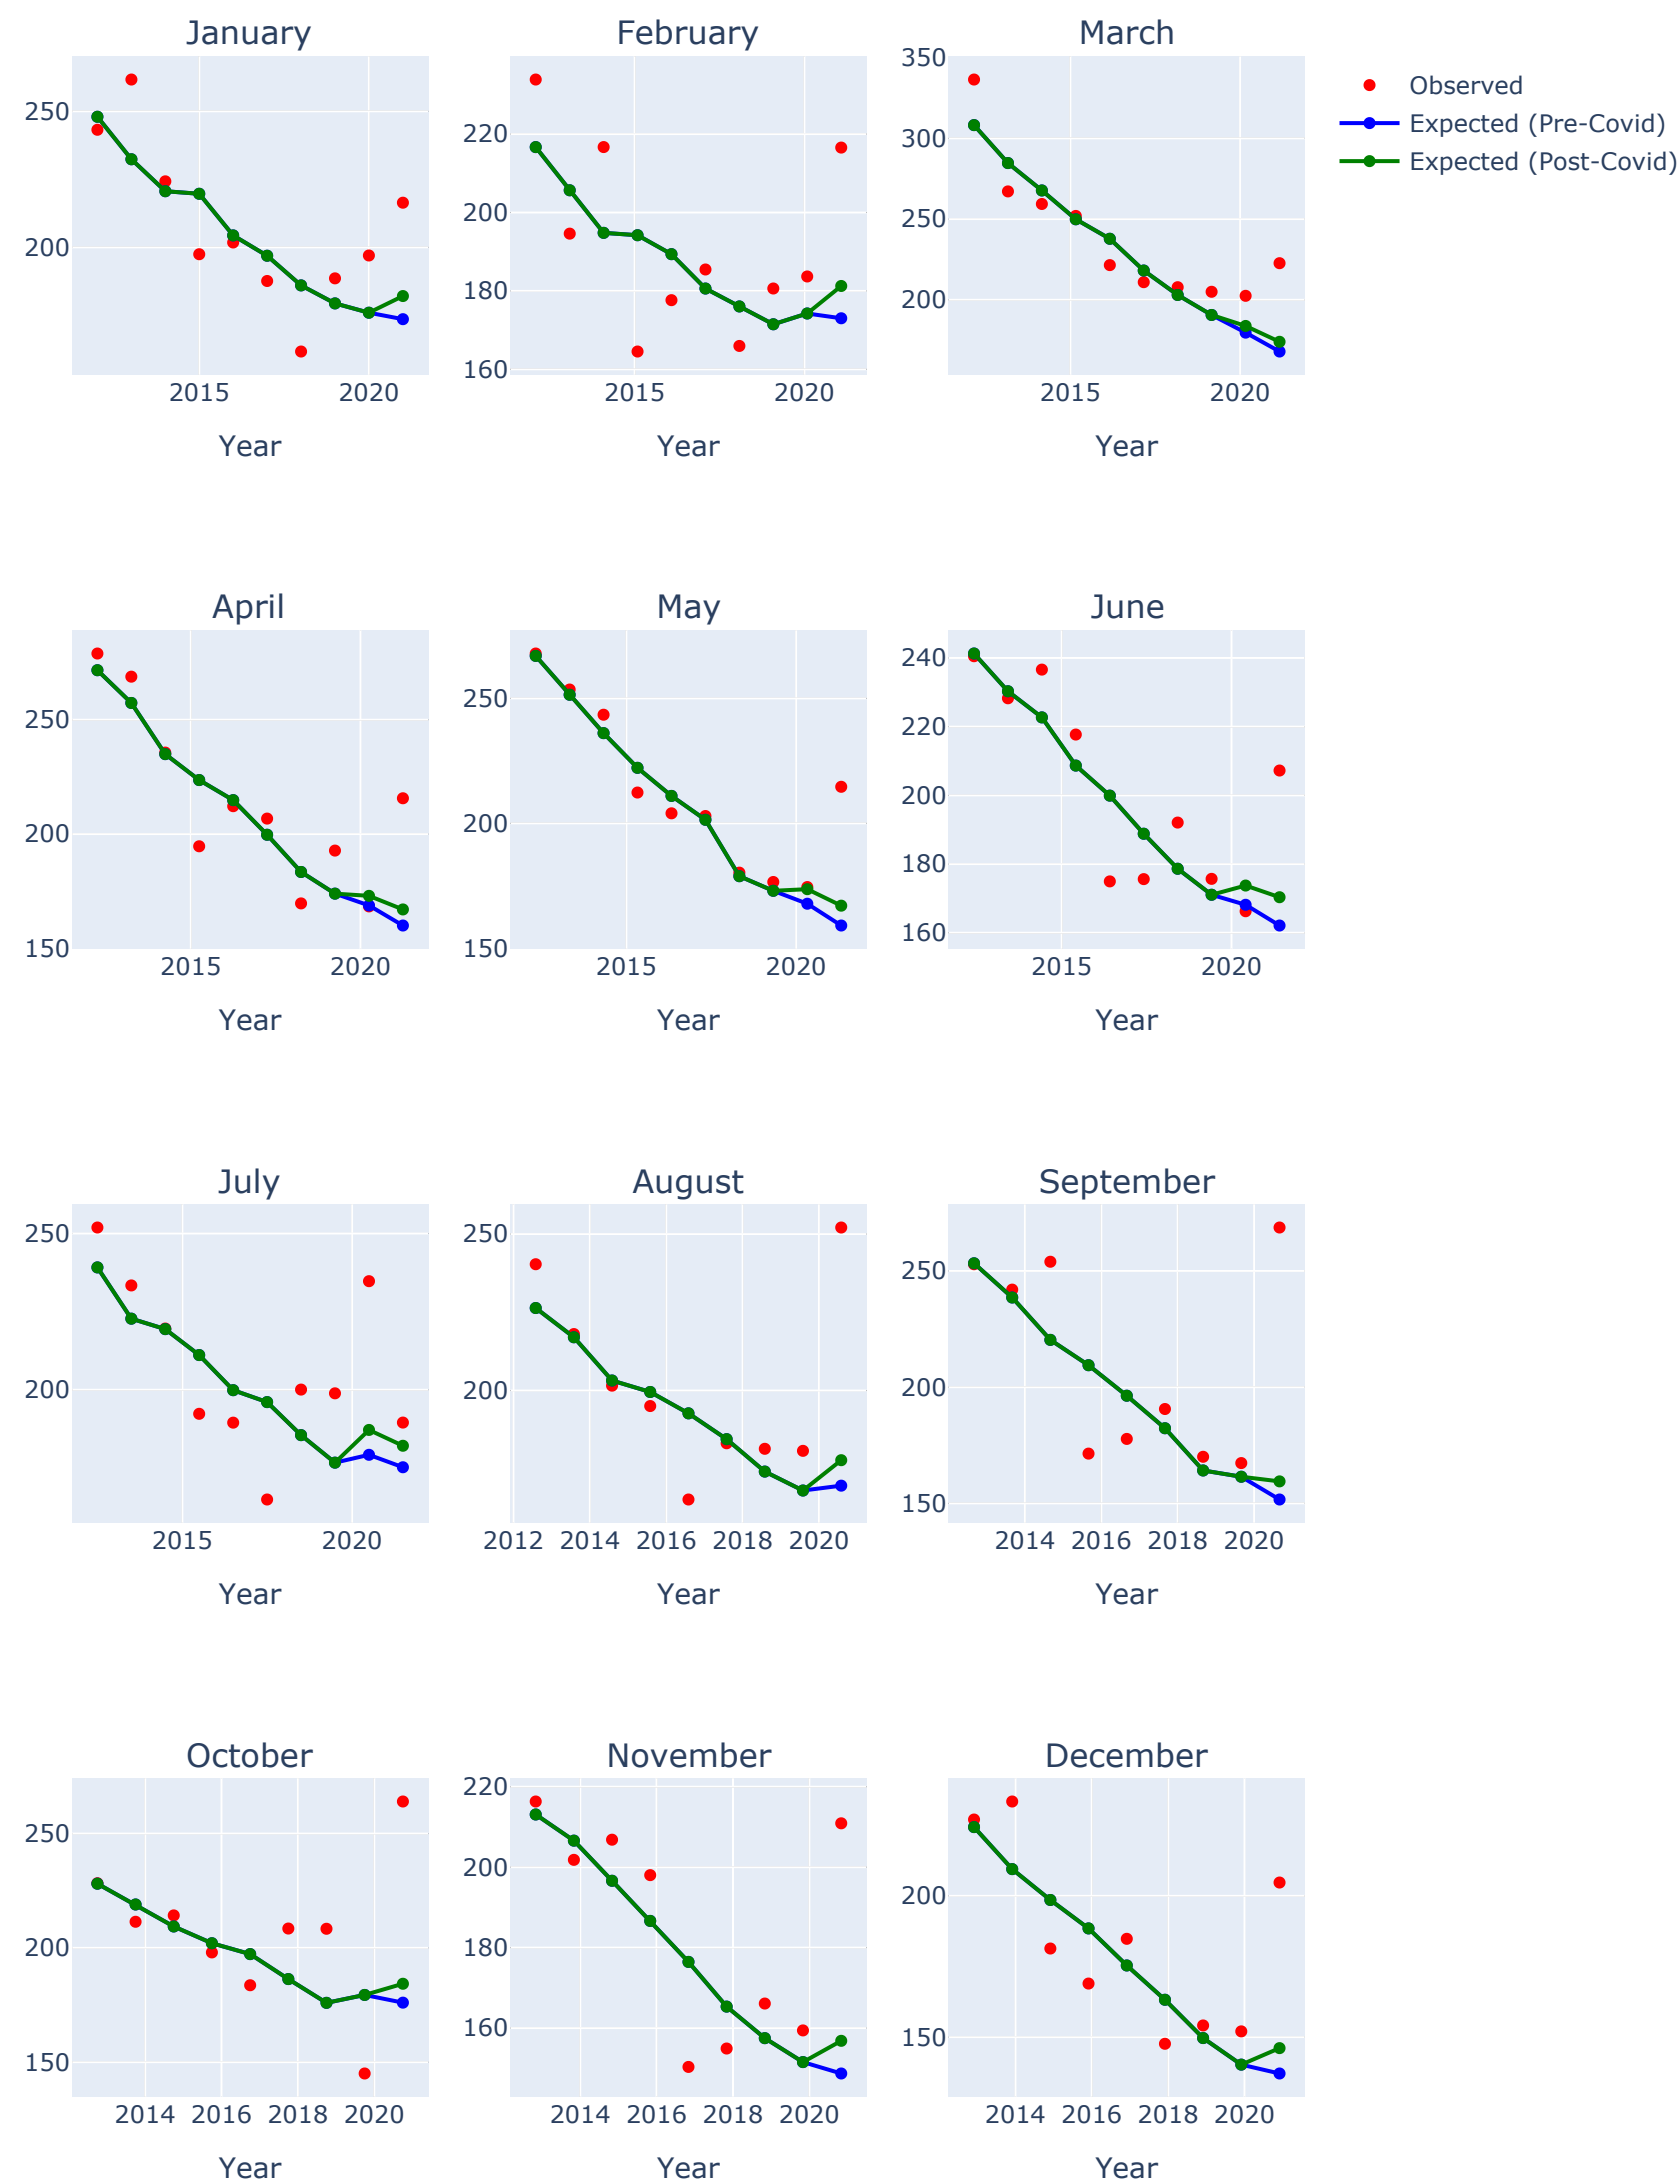 January
February
March
Observed
Expected (Pre-Covid)
Expected (Post-Covid)
250
200
2015
2020
Year
220
200
180
160
2015
2020
Year
350
300
250
200
2015
2020
Year
April
May
June
250
200
150
2015
2020
Year
250
200
150
2015
2020
Year
240
220
200
180
160
2015
2020
Year
July
August
September
250
200
2015
2020
Year
250
200
2012
2014
2016
2018
2020
Year
250
200
150
2014
2016
2018
2020
Year
October
November
December
250
200
150
2014
2016
2018
2020
Year
220
200
180
160
2014
2016
2018
2020
Year
200
150
2014
2016
2018
2020
Year